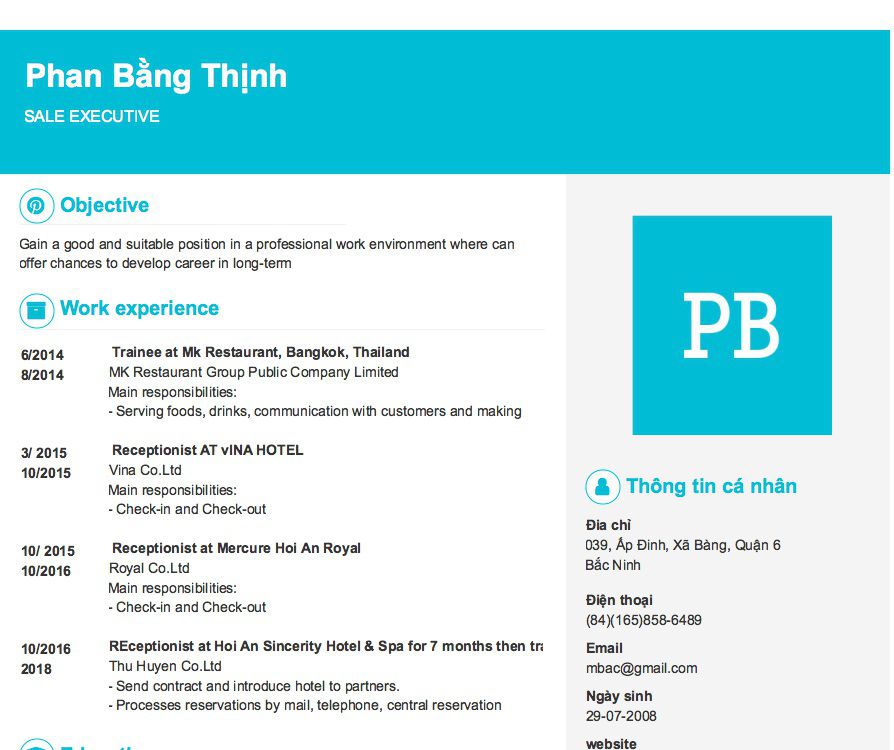 Phan Bằng Thịnh
SALE EXECUTIVE
Objective
Gain a good and suitable position in a professional work environment where can
offer chances to develop career in long-term
Work experience
6/2014
8/2014
Trainee at Mk Restaurant, Bangkok, Thailand
MK Restaurant Group Public Company Limited
Main responsibilities:
- Serving foods, drinks, communication with customers and making
3/ 2015
10/2015
Receptionist AT vINA HOTEL
Vina Co.Ltd
Main responsibilities:
- Check-in and Check-out
10/ 2015
10/2016
Receptionist at Mercure Hoi An Royal
Royal Co.Ltd
Main responsibilities:
- Check-in and Check-out
10/2016
2018
REceptionist at Hoi An Sincerity Hotel & Spa for 7 months then
Thu Huyen Co.Ltd
- Send contract and introduce hotel to partners.
- Processes reservations by mail, telephone, central reservation
PB
Thông tin cá nhân
Đia chỉ
039, Ấp Đinh, Xã Bàng, Quận 6
Bắc Ninh
Điện thoại
(84)(165)858-6489
Email
mbac@gmail.com
Ngày sinh
29-07-2008
website